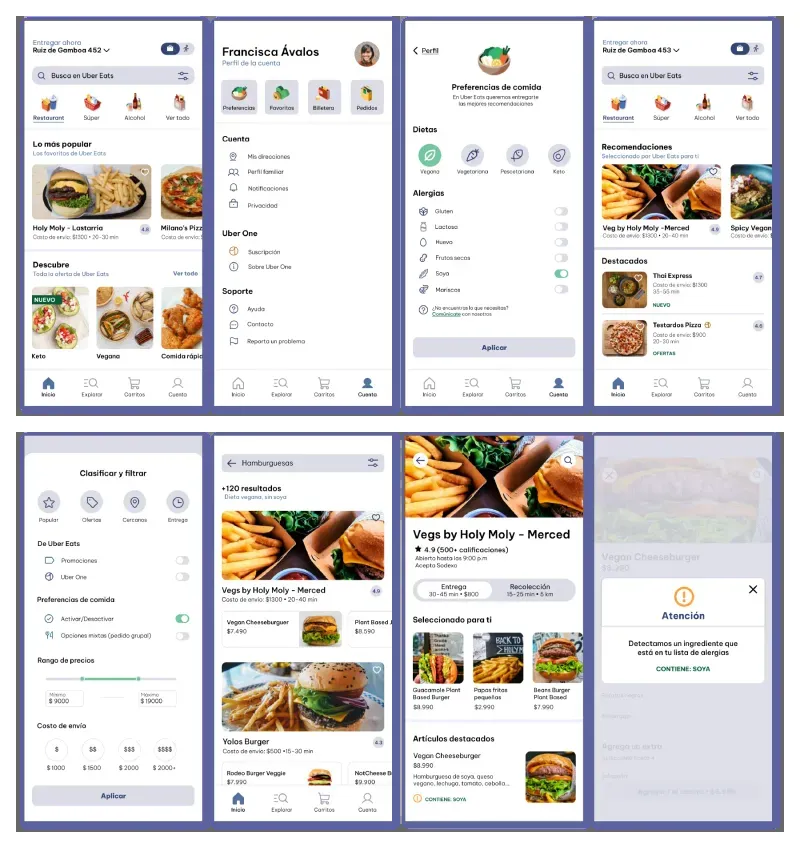 Entregar ahora
Ruiz de Gamboa 452
Busca en Uber Eats
Restaurant
Súper
Alcohol
Ver todo
Lo más popular
Los favoritos de Uber Eats
Holy Moly - Lastarria
4.8
Costo de envío: $1300 • 20-30 min
Milano's Pizz
Costo de envío:
Descubre
Toda la oferta de Uber Eats
Ver todo
NUEVO
Keto
Vegana
Comida rápic
Inicio
Explorar
Carritos
Cuenta
Francisca Ávalos
Perfil de la cuenta
Preferencias
Favoritos
Billetera
Pedidos
Cuenta
Mis direcciones
Perfil familiar
Notificaciones
Privacidad
Uber One
Suscripción
Sobre Uber One
Soporte
Ayuda
Contacto
Reporta un problema
Inicio
Explorar
Carritos
Cuenta
Perfil
Preferencias de comida
En Uber Eats queremos entregarte
las mejores recomendaciones
Dietas
Vegana
Vegetariana
Pescetariana
Keto
Alergias
Gluten
Lactosa
Huevo
Frutos secos
Soya
Mariscos
¿No encuentras lo que necesitas?
Comunícate con nosotros
Aplicar
Inicio
Explorar
Carritos
Cuenta
Entregar ahora
Ruiz de Gamboa 453
Busca en Uber Eats
Restaurant
Súper
Alcohol
Ver todo
Recomendaciones
Seleccionado por Uber Eats para ti
Veg by Holy Moly -Merced
4.9
Costo de envío: $1300 • 20-40 min
Spicy Vegan
Costo de envío
Destacados
Thai Express
4.7
Costo de envío: $1300
35-55 min
NUEVO
Testardos Pizza
4.6
Costo de envío: $900
20-30 min
OFERTAS
Inicio
Explorar
Carritos
Cuenta
Clasificar y filtrar
Popular
Ofertas
Cercanos
Entrega
De Uber Eats
Promociones
Uber One
Preferencias de comida
Activar/Desactivar
Opciones mixtas (pedido grupal)
Rango de precios
Mínimo
$ 9000
Máximo
$ 19000
Costo de envío
$
$$
$$$
$$$$
$1000
$ 1500
$ 2000
$ 2000+
Aplicar
Hamburguesas
+120 resultados
Dieta vegana, sin soya
Vegs by Holy Moly - Merced
4.9
Costo de envío: $1300 • 20-40 min
Vegan Cheeseburguer
$7.490
Plant Based J
$8.590
Yolos Burger
4.3
Costo de envío: $500 •15-30 min
Rodeo Burger Veggie
$7.990
NotCheese B
$9.900
Inicio
Explorar
Carritos
Cuenta
Vegs by Holy Moly - Merced
4.9 (500+ calificaciones)
Abierto hasta las 9:00 p.m
Acepta Sodexo
Entrega
30-45 min • $800
Recolección
15-25 min • 5 km
Seleccionado para ti
Guacamole Plant
Based Burger
$8.990
Papas fritas
pequeñas
$2.990
Beans Burger
Plant Based
$7.990
Artículos destacados
Vegan Cheeseburger
$8.990
Hamburguesa de soya, queso
vegano, lechuga, tomato, cebolla...
CONTIENE: SOYA
Vegan Cheeseburger
Atención
Detectamos un ingrediente que
está en tu lista de alergias
CONTIENE: SOYA